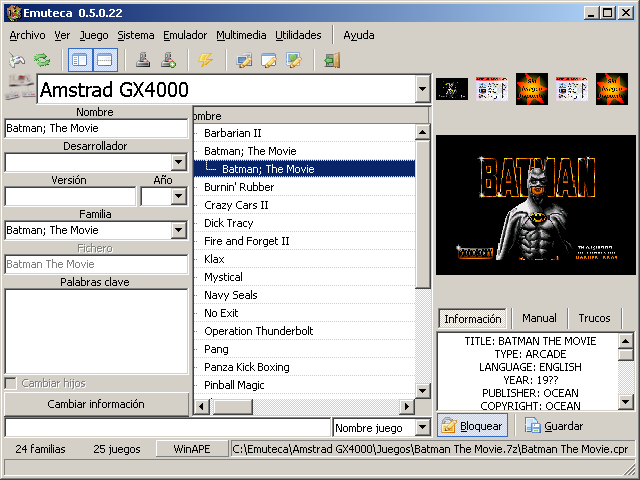 Emuteca 0.5.0.22
Archivo Ver Juego Sistema Emulador Multimedia Utilidades Ayuda
Amstrad GX4000
Nombre
Batman; The Movie
Desarrollador
Versión Año
Familia
Batman; The Movie
Fichero
Batman The Movie
Palabras clave
Cambiar hijos
Cambiar información
ombre
Barbarian II
Batman; The Movie
Batman; The Movie
Burnin' Rubber
Crazy Cars II
Dick Tracy
Fire and Forget II
Klax
Mystical
Navy Seals
No Exit
Operation Thunderbolt
Pang
Panza Kick Boxing
Pinball Magic
Nombre juego
BATMAN
Información Manual Trucos
TITLE: BATMAN THE MOVIE
TYPE: ARCADE
LANGUAGE: ENGLISH
YEAR: 19??
PUBLISHER: OCEAN
COPYRIGHT: OCEAN
Bloquear Guardar
24 familias 25 juegos WinAPE C:\Emuteca\Amstrad GX4000\Juegos\Batman The Movie.7z\Batman The Movie.cpr